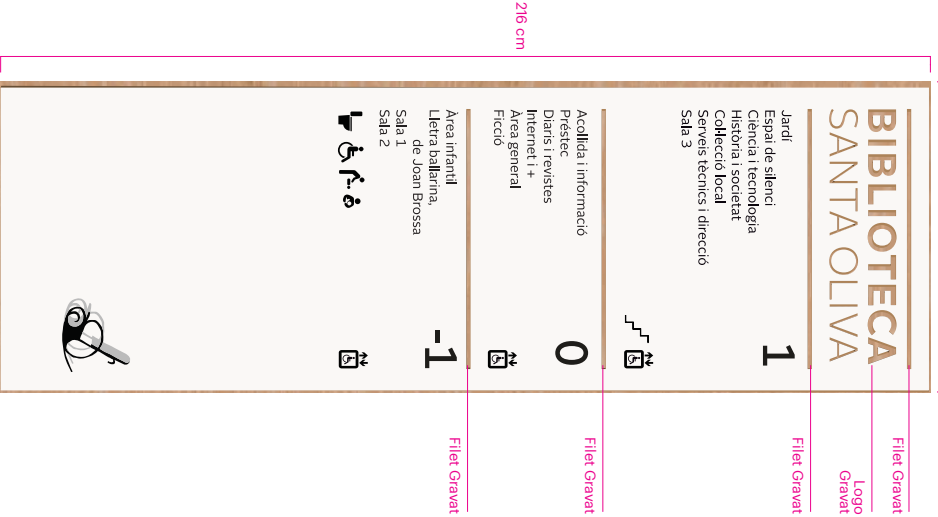 216 cm
BIBLIOTECA
SANTA OLIVA
1
Jardí
Espai de silenci
Ciència i tecnologia
Història i societat
Col·lecció local
Serveis tècnics i direcció
Sala 3
0
Acollida i informació
Préstec
Diaris i revistes
Internet i +
Àrea general
Ficció
-1
Àrea infantil
Lletra ballarina,
de Joan Brossa
Sala 1
Sala 2
Filet Gravat
Logo
Gravat
Filet Gravat
Filet Gravat
Filet Gravat